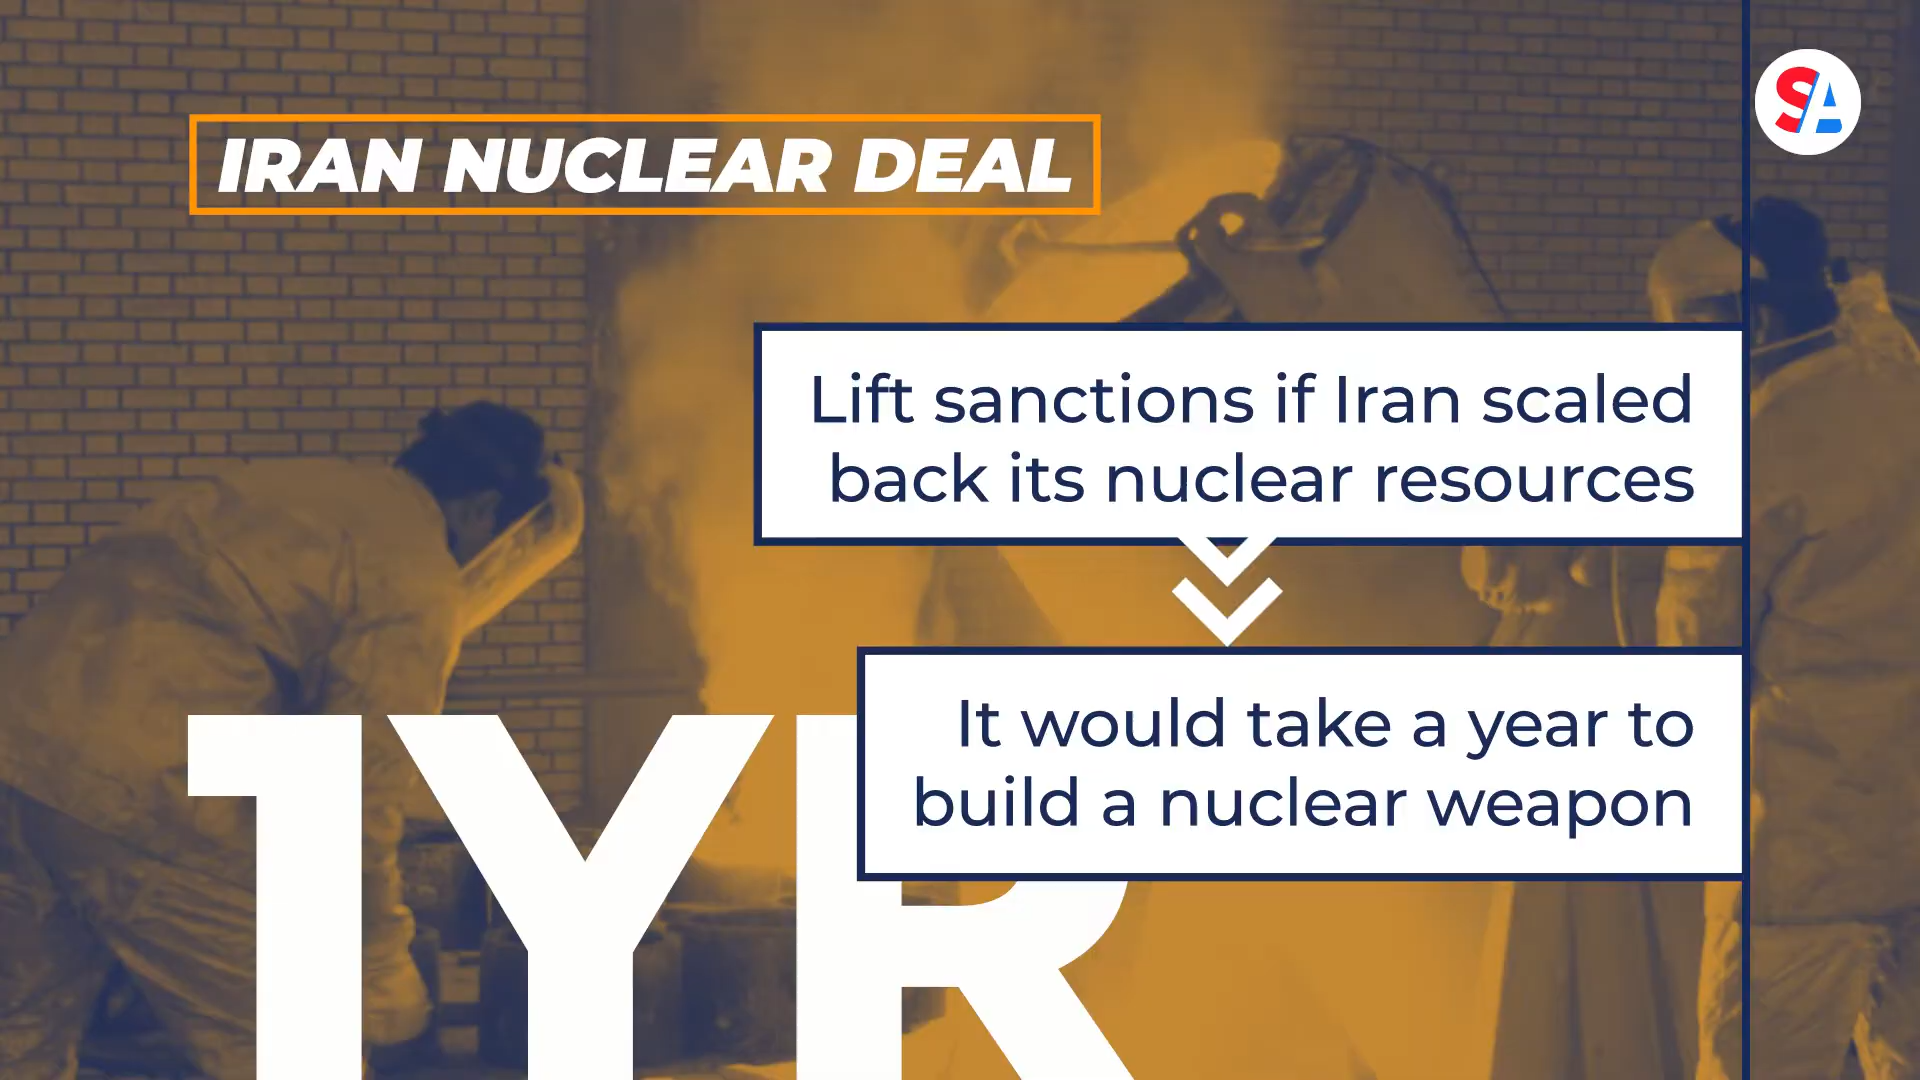 IRAN NUCLEAR DEAL
SA
Lift sanctions if Iran scaled
back its nuclear resources
It would take a year to
build a nuclear weapon
1YR